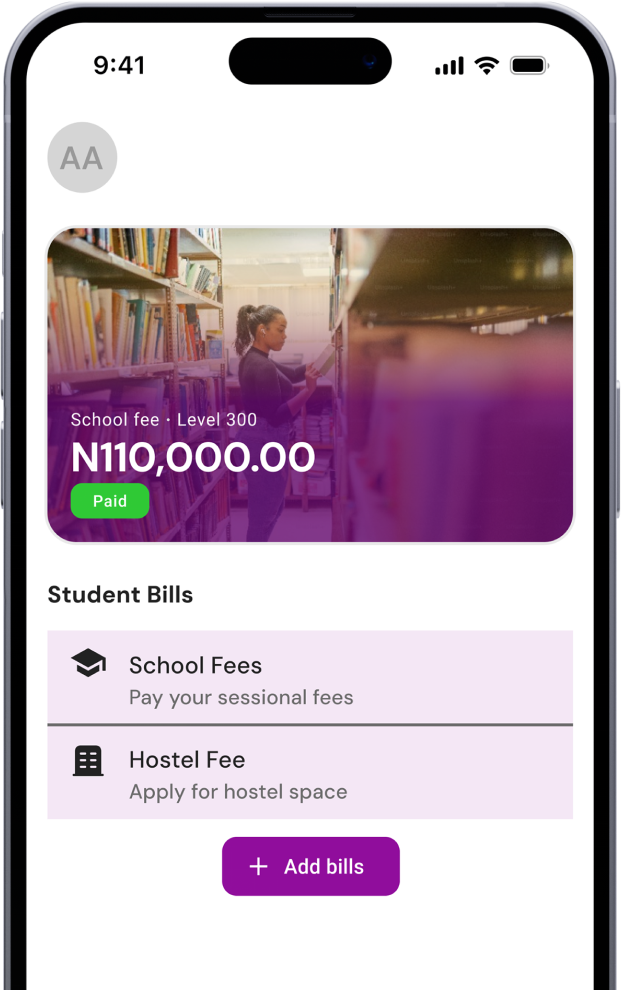 9:41
AA
School fee · Level 300
N110,000.00
Paid
Student Bills
School Fees
Pay your sessional fees
Hostel Fee
Apply for hostel space
+ Add bills